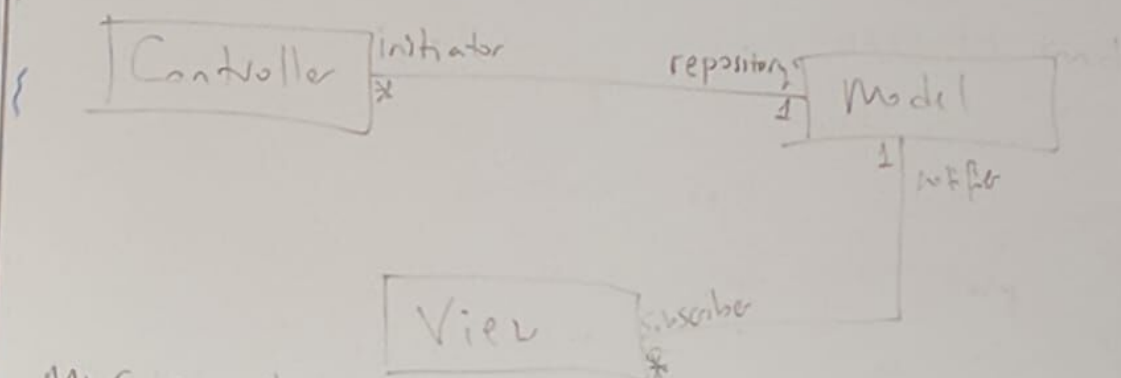 initiator
Controller
*
repository
1
Model
1
notifier
View
subscriber
*